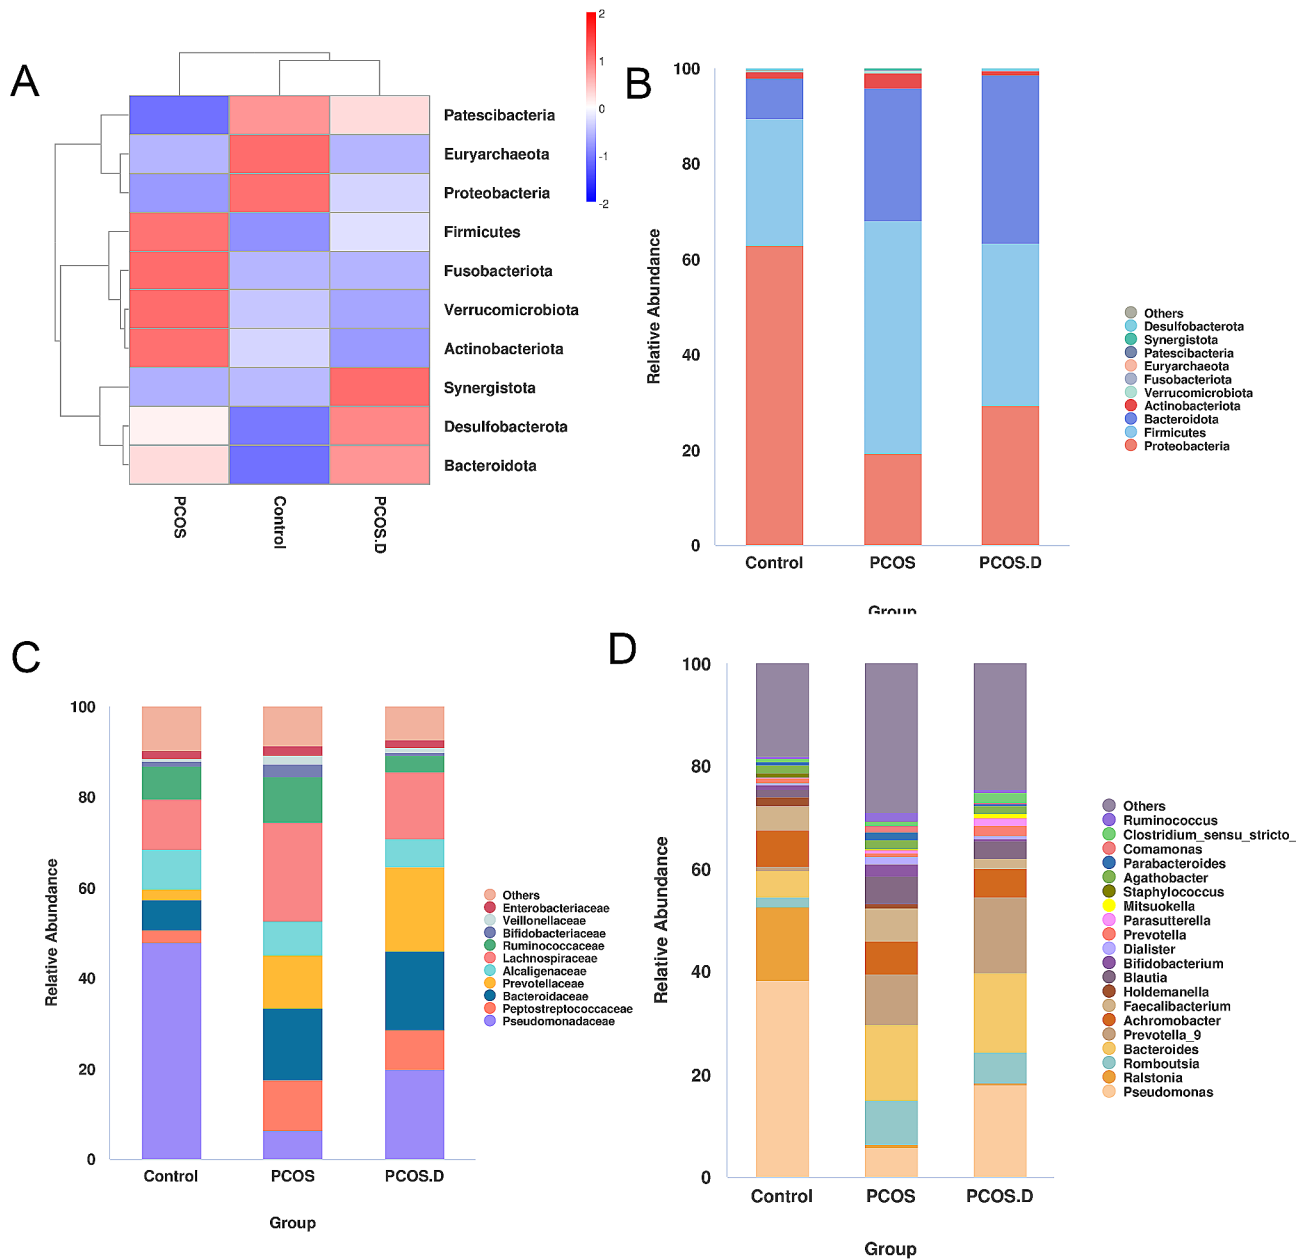 A
2
1
0
-1
-2
Patescibacteria
Euryarchaeota
Proteobacteria
Firmicutes
Fusobacteriota
Verrucomicrobiota
Actinobacteriota
Synergistota
Desulfobacterota
Bacteroidota
PCOS
Control
PCOS.D
B
Relative Abundance
100
80
60
40
20
0
Control
PCOS
PCOS.D
Group
Others
Desulfobacterota
Synergistota
Patescibacteria
Euryarchaeota
Fusobacteriota
Verrucomicrobiota
Actinobacteriota
Bacteroidota
Firmicutes
Proteobacteria
C
Relative Abundance
100
80
60
40
20
0
Control
PCOS
PCOS.D
Group
Others
Enterobacteriaceae
Veillonellaceae
Bifidobacteriaceae
Ruminococcaceae
Lachnospiraceae
Alcaligenaceae
Prevotellaceae
Bacteroidaceae
Peptostreptococcaceae
Pseudomonadaceae
D
Relative Abundance
100
80
60
40
20
0
Control
PCOS
PCOS.D
Group
Others
Ruminococcus
Clostridium_sensu_stricto_
Comamonas
Parabacteroides
Agathobacter
Staphylococcus
Mitsuokella
Parasutterella
Prevotella
Dialister
Bifidobacterium
Blautia
Holdemanella
Faecalibacterium
Achromobacter
Prevotella_9
Bacteroides
Romboutsia
Ralstonia
Pseudomonas